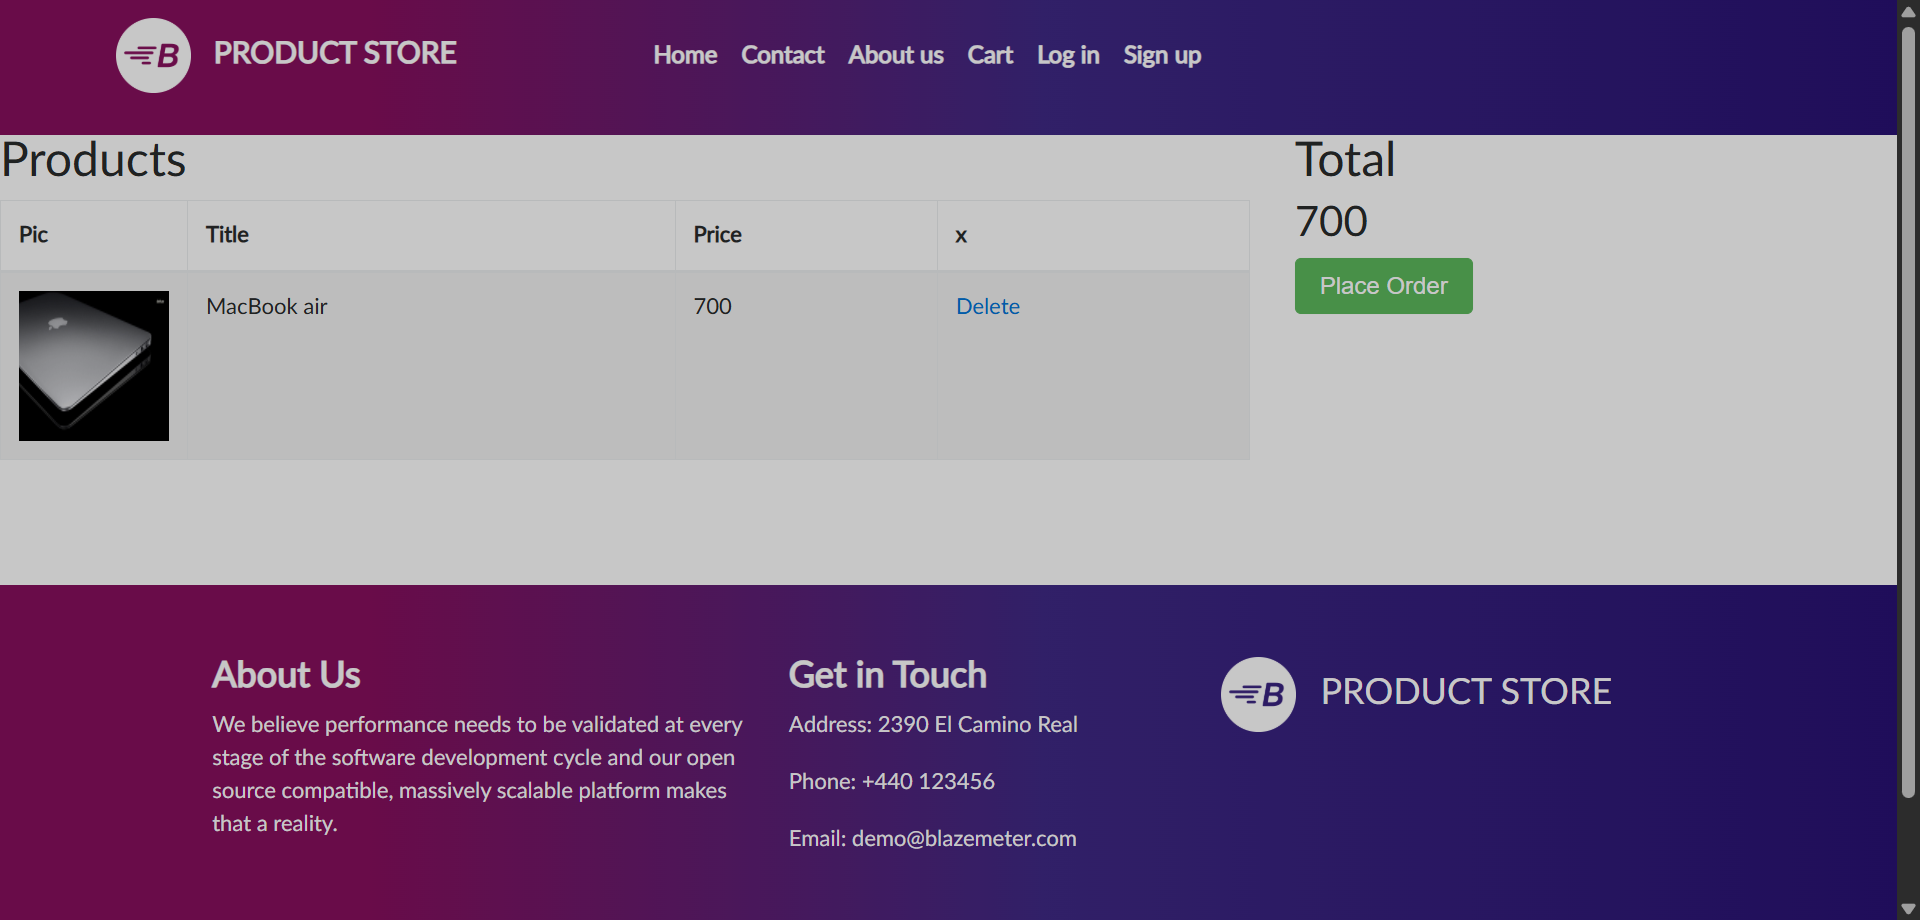 B PRODUCT STORE
Home Contact About us Cart Log in Sign up
Products
Pic Title Price x
MacBook air 700 Delete
Total
700
Place Order
About Us
We believe performance needs to be validated at every
stage of the software development cycle and our open
source compatible, massively scalable platform makes
that a reality.
Get in Touch
Address: 2390 El Camino Real
Phone: +440 123456
Email: demo@blazemeter.com
B PRODUCT STORE